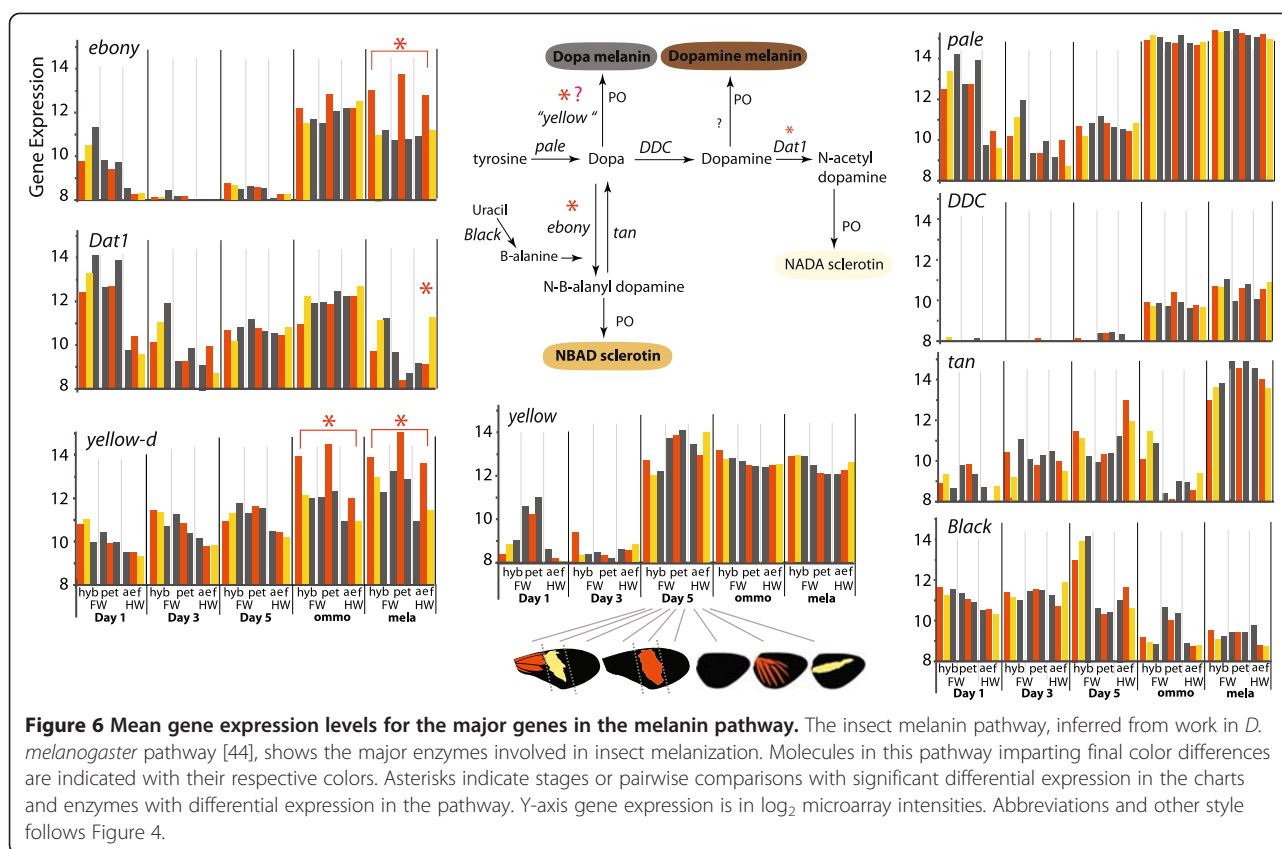 ebony
Gene Expression
14
12
10
8
*
Dat1
14
12
10
8
*
yellow-d
14
12
10
8
* *
hyb pet aef hyb pet aef hyb pet aef hyb pet aef hyb pet aef
FW HW FW HW FW HW FW HW FW HW
Day 1 Day 3 Day 5 ommo mela
Dopa melanin Dopamine melanin
* ?
PO PO
"yellow "
?
*
tyrosine pale Dopa DDC Dopamine Dat1 N-acetyl
dopamine
Uracil
*
Black ebony tan PO
B-alanine
NADA sclerotin
N-B-alanyl dopamine
PO
NBAD sclerotin
yellow
14
12
10
8
hyb pet aef hyb pet aef hyb pet aef hyb pet aef hyb pet aef
FW HW FW HW FW HW FW HW FW HW
Day 1 Day 3 Day 5 ommo mela
pale
14
12
10
8
DDC
14
12
10
8
tan
14
12
10
8
Black
14
12
10
8
hyb pet aef hyb pet aef hyb pet aef hyb pet aef hyb pet aef
FW HW FW HW FW HW FW HW FW HW
Day 1 Day 3 Day 5 ommo mela
Figure 6 Mean gene expression levels for the major genes in the melanin pathway. The insect melanin pathway, inferred from work in D.
melanogaster pathway [44], shows the major enzymes involved in insect melanization. Molecules in this pathway imparting final color differences
are indicated with their respective colors. Asterisks indicate stages or pairwise comparisons with significant differential expression in the charts
and enzymes with differential expression in the pathway. Y-axis gene expression is in log2 microarray intensities. Abbreviations and other style
follows Figure 4.